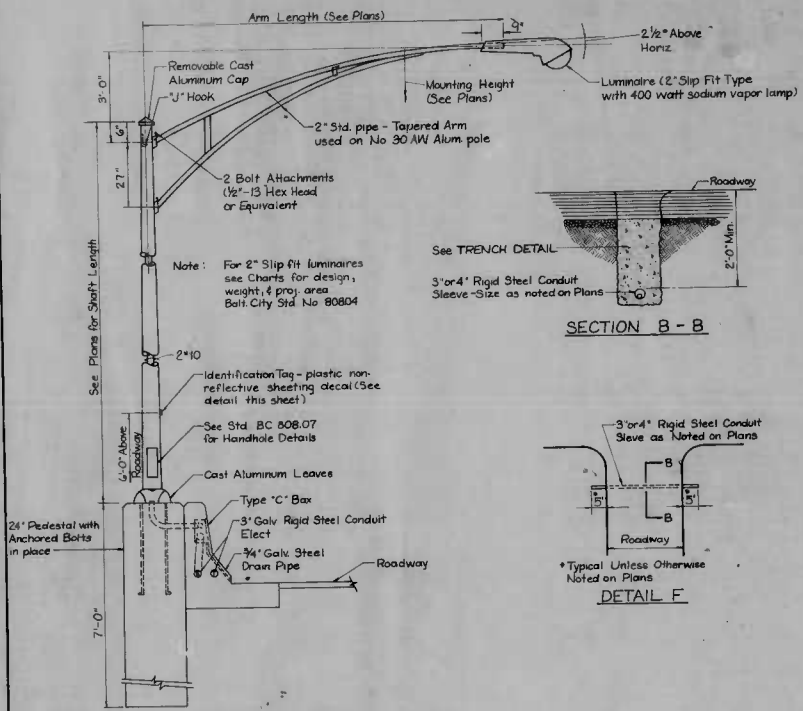 Arm Length (See Plans)
9"
2 1/2° Above
Horiz
3'-0"
Removable Cast
Aluminum Cap
"J" Hook
Mounting Height
(See Plans)
Luminaire (2" Slip Fit Type
with 400 watt sodium vapor lamp)
6"
2" Std. pipe - Tapered Arm
used on No 30 AW Alum. pole
27"
2 Bolt Attachments
(1/2"-13 Hex Head
or Equivalent
Roadway
See TRENCH DETAIL
2'-0" Min.
3" or 4" Rigid Steel Conduit
Sleeve-Size as noted on Plans
SECTION B-B
Note: For 2" Slip fit luminaires
see Charts for design,
weight, & proj. area
Balt. City Std No 80804
See Plans for Shaft Length
2#10
Identification Tag - plastic non-
reflective sheeting decal (See
detail this sheet)
6'-0" Above
Roadway
See Std BC 808.07
for Handhole Details
3" or 4" Rigid Steel Conduit
Sleve as Noted on Plans
B
5'
5'
B
Roadway
* Typical Unless Otherwise
Noted on Plans
DETAIL F
Cast Aluminum Leaves
24" Pedestal with
Anchored Bolts
in place
Type "C" Box
3" Galv Rigid Steel Conduit
Elect
3/4" Galv. Steel
Drain Pipe
Roadway
7'-0"